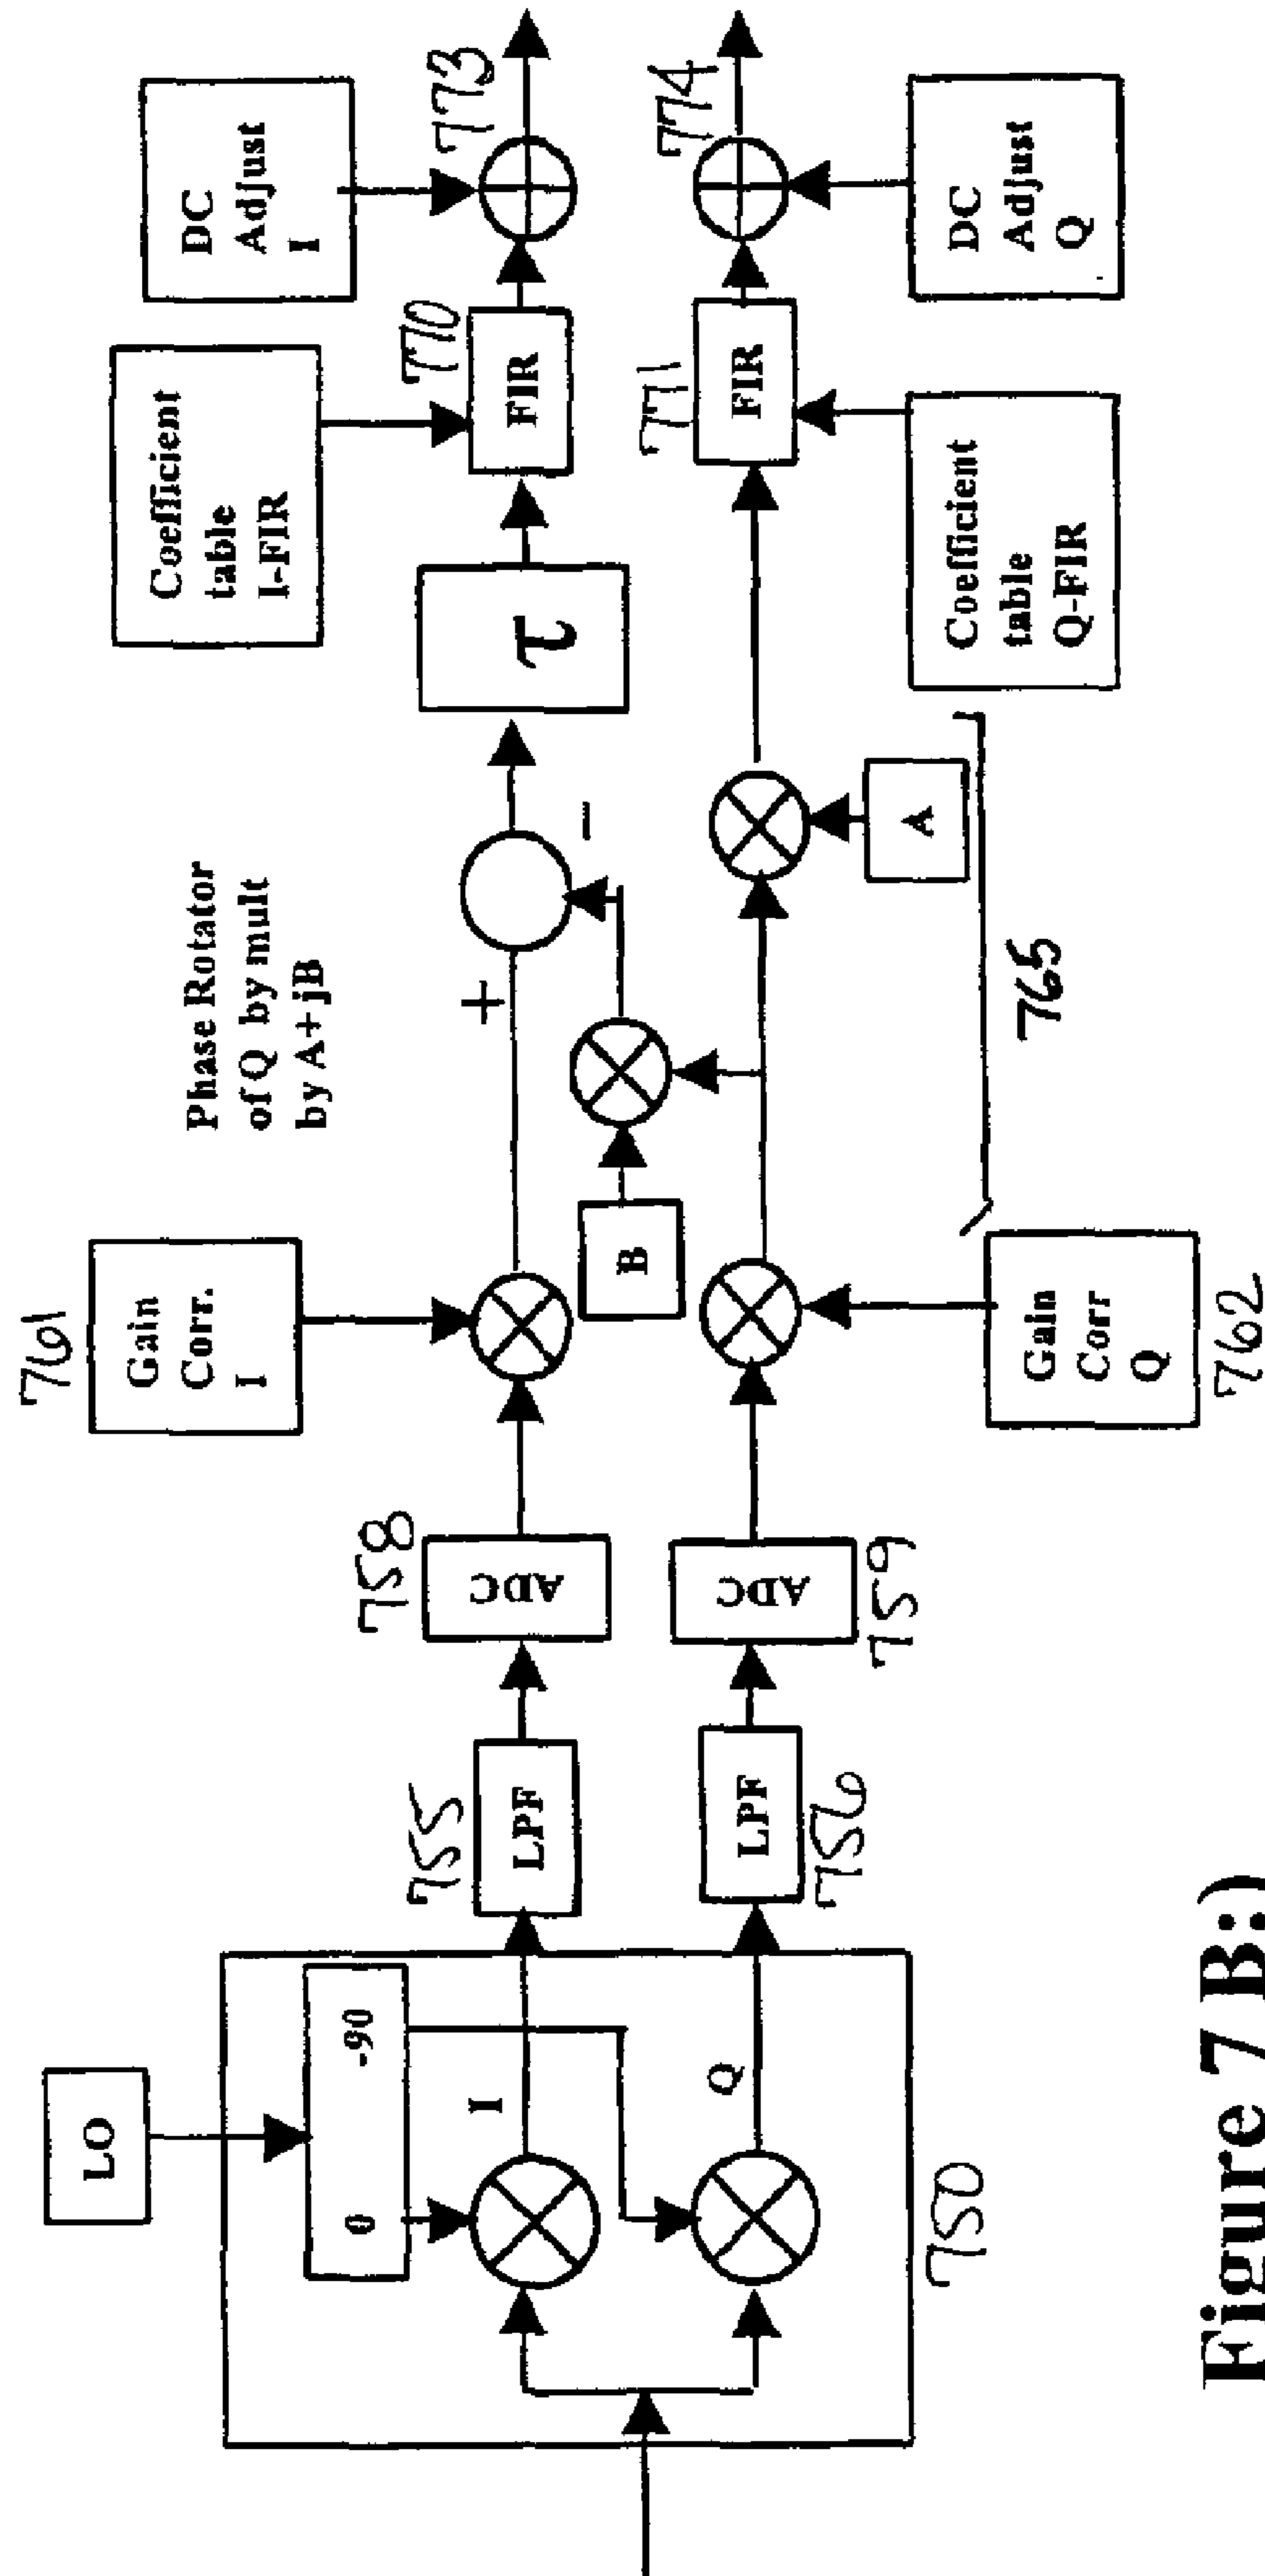 LO
0 -90
I
Q
750
755
LPF
LPF
756
758
ADC
ADC
759
761
Gain
Corr.
I
Gain
Corr
Q
762
Phase Rotator
of Q by mult
by A+jB
B
+
-
A
765
τ
Coefficient
table
I-FIR
770
FIR
771
FIR
Coefficient
table
Q-FIR
DC
Adjust
I
773
774
DC
Adjust
Q
Figure 7 B:)